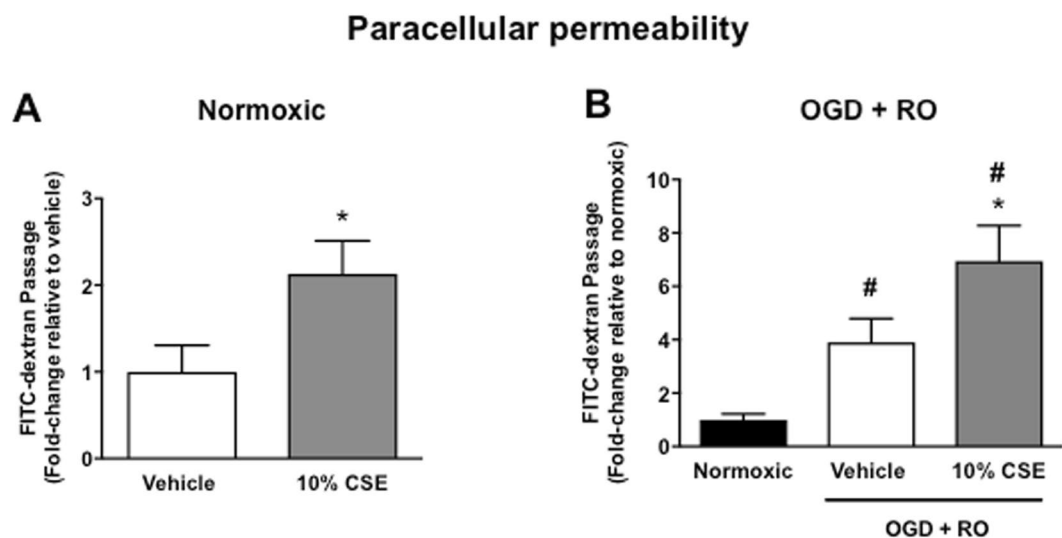 Paracellular permeability
A
Normoxic
FITC-dextran Passage
(Fold-change relative to vehicle)
3
2
1
0
*
Vehicle
10% CSE
B
OGD + RO
FITC-dextran Passage
(Fold-change relative to normoxic)
10
8
6
4
2
0
#
#
*
Normoxic
Vehicle
10% CSE
OGD + RO